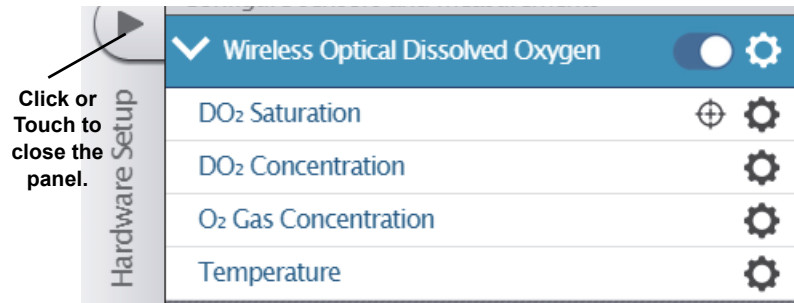 Wireless Optical Dissolved Oxygen
Click or
Touch to
close the
panel.
Hardware Setup
DO₂ Saturation
DO₂ Concentration
O₂ Gas Concentration
Temperature